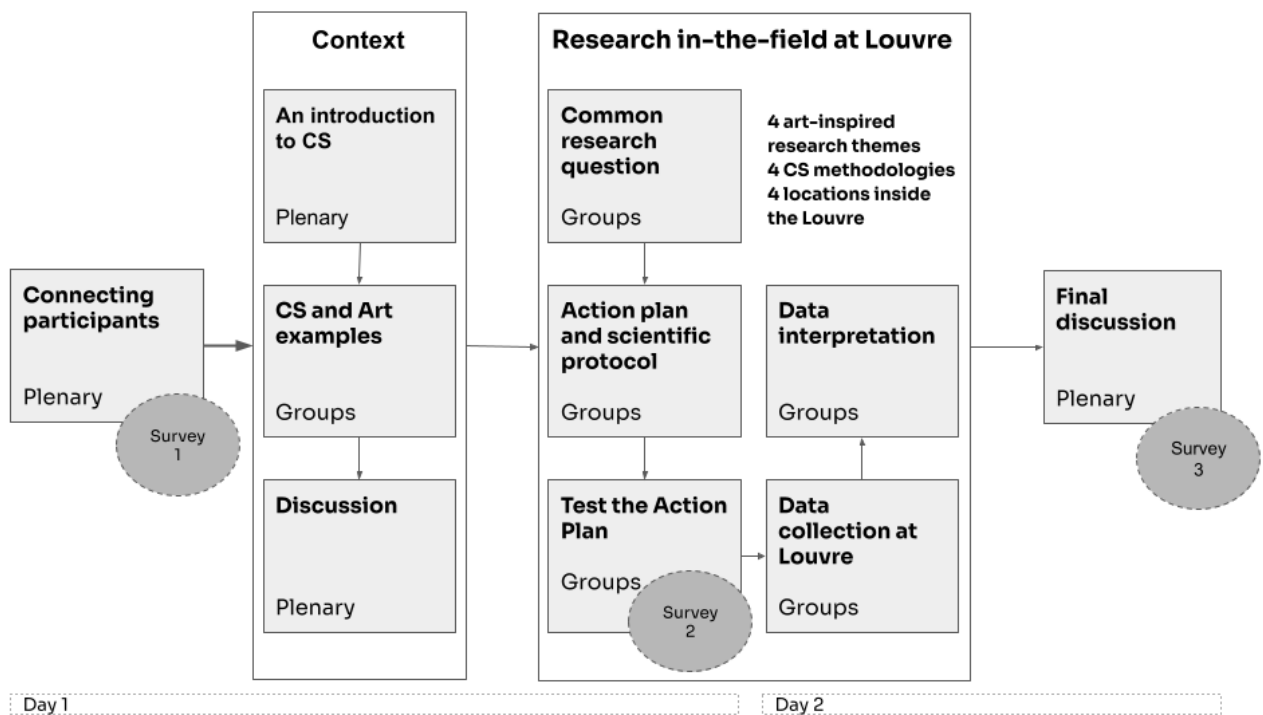 Context
An introduction
to CS
Plenary
CS and Art
examples
Groups
Discussion
Plenary
Connecting
participants
Plenary
Survey
1
Research in-the-field at Louvre
Common
research
question
Groups
4 art-inspired
research themes
4 CS methodologies
4 locations inside
the Louvre
Action plan
and scientific
protocol
Groups
Test the Action
Plan
Groups
Survey
2
Data
collection at
Louvre
Groups
Data
interpretation
Groups
Final
discussion
Plenary
Survey
3
Day 1
Day 2